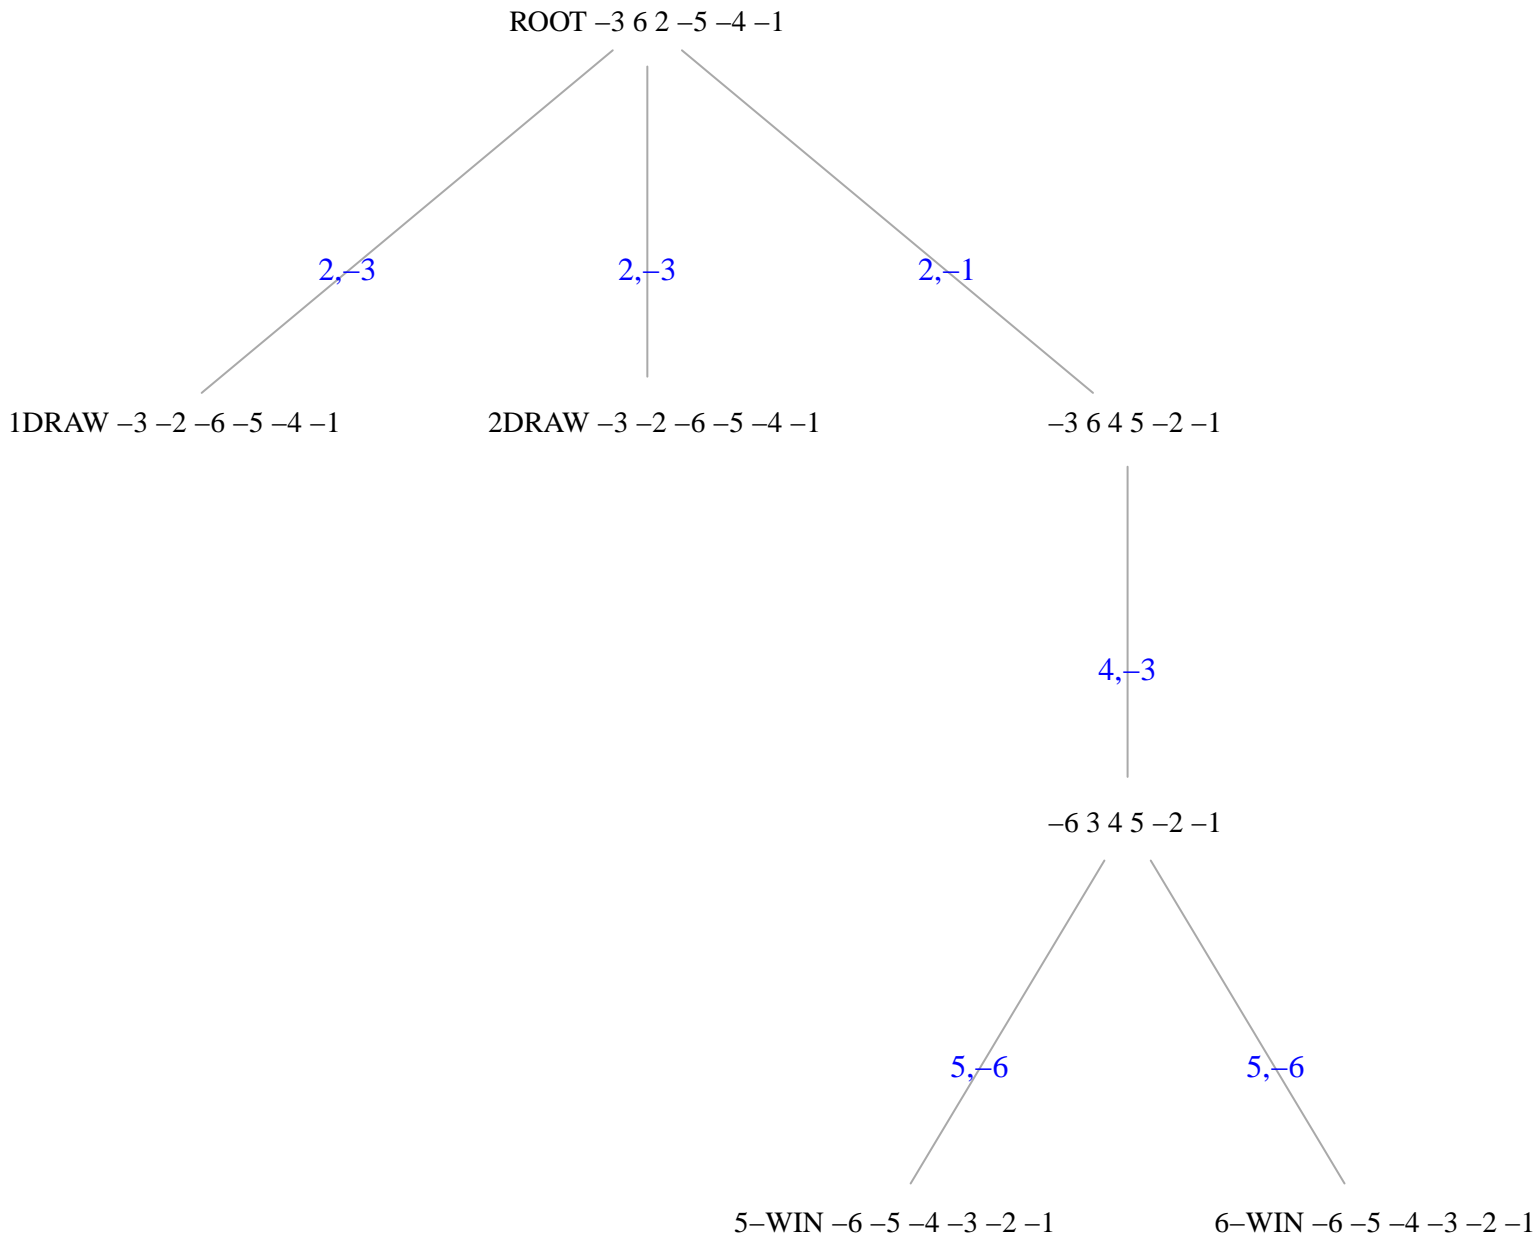 ROOT –3 6 2 –5 –4 –1
2,–3
2,–3
2,–1
1DRAW –3 –2 –6 –5 –4 –1
2DRAW –3 –2 –6 –5 –4 –1
–3 6 4 5 –2 –1
4,–3
–6 3 4 5 –2 –1
5,–6
5,–6
5–WIN –6 –5 –4 –3 –2 –1
6–WIN –6 –5 –4 –3 –2 –1